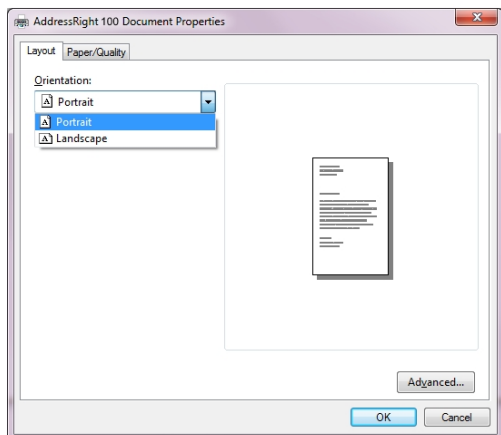 AddressRight 100 Document Properties
Layout
Paper/Quality
Orientation:
Portrait
Portrait
Landscape
Advanced...
OK
Cancel